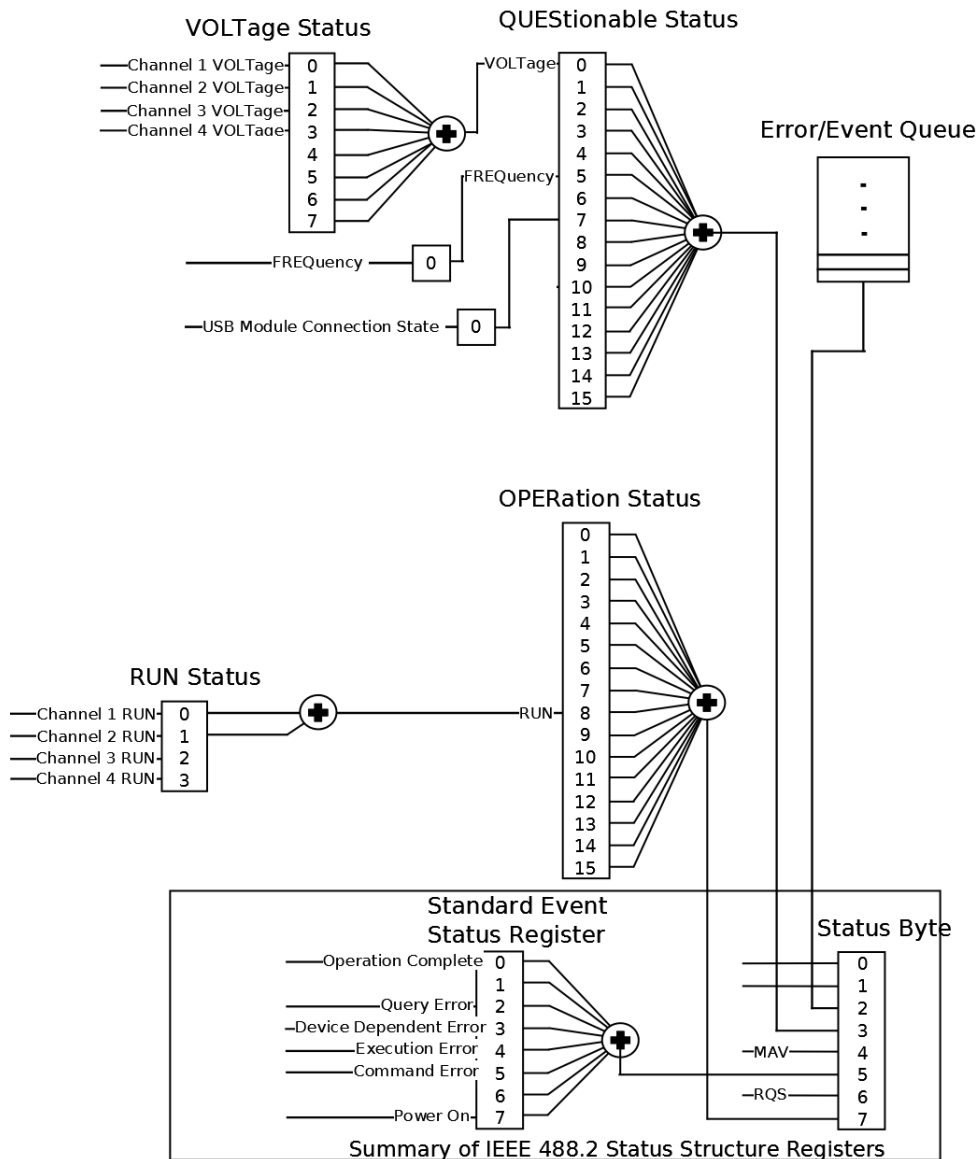 VOLTage Status
Channel 1 VOLTage
Channel 2 VOLTage
Channel 3 VOLTage
Channel 4 VOLTage
0
1
2
3
4
5
6
7
FREQuency
0
USB Module Connection State
0
QUEStionable Status
VOLTage
FREQuency
0
1
2
3
4
5
6
7
8
9
10
11
12
13
14
15
Error/Event Queue
OPERation Status
RUN
0
1
2
3
4
5
6
7
8
9
10
11
12
13
14
15
RUN Status
Channel 1 RUN
Channel 2 RUN
Channel 3 RUN
Channel 4 RUN
0
1
2
3
Standard Event
Status Register
Operation Complete
Query Error
Device Dependent Error
Execution Error
Command Error
Power On
0
1
2
3
4
5
6
7
Status Byte
MAV
RQS
0
1
2
3
4
5
6
7
Summary of IEEE 488.2 Status Structure Registers